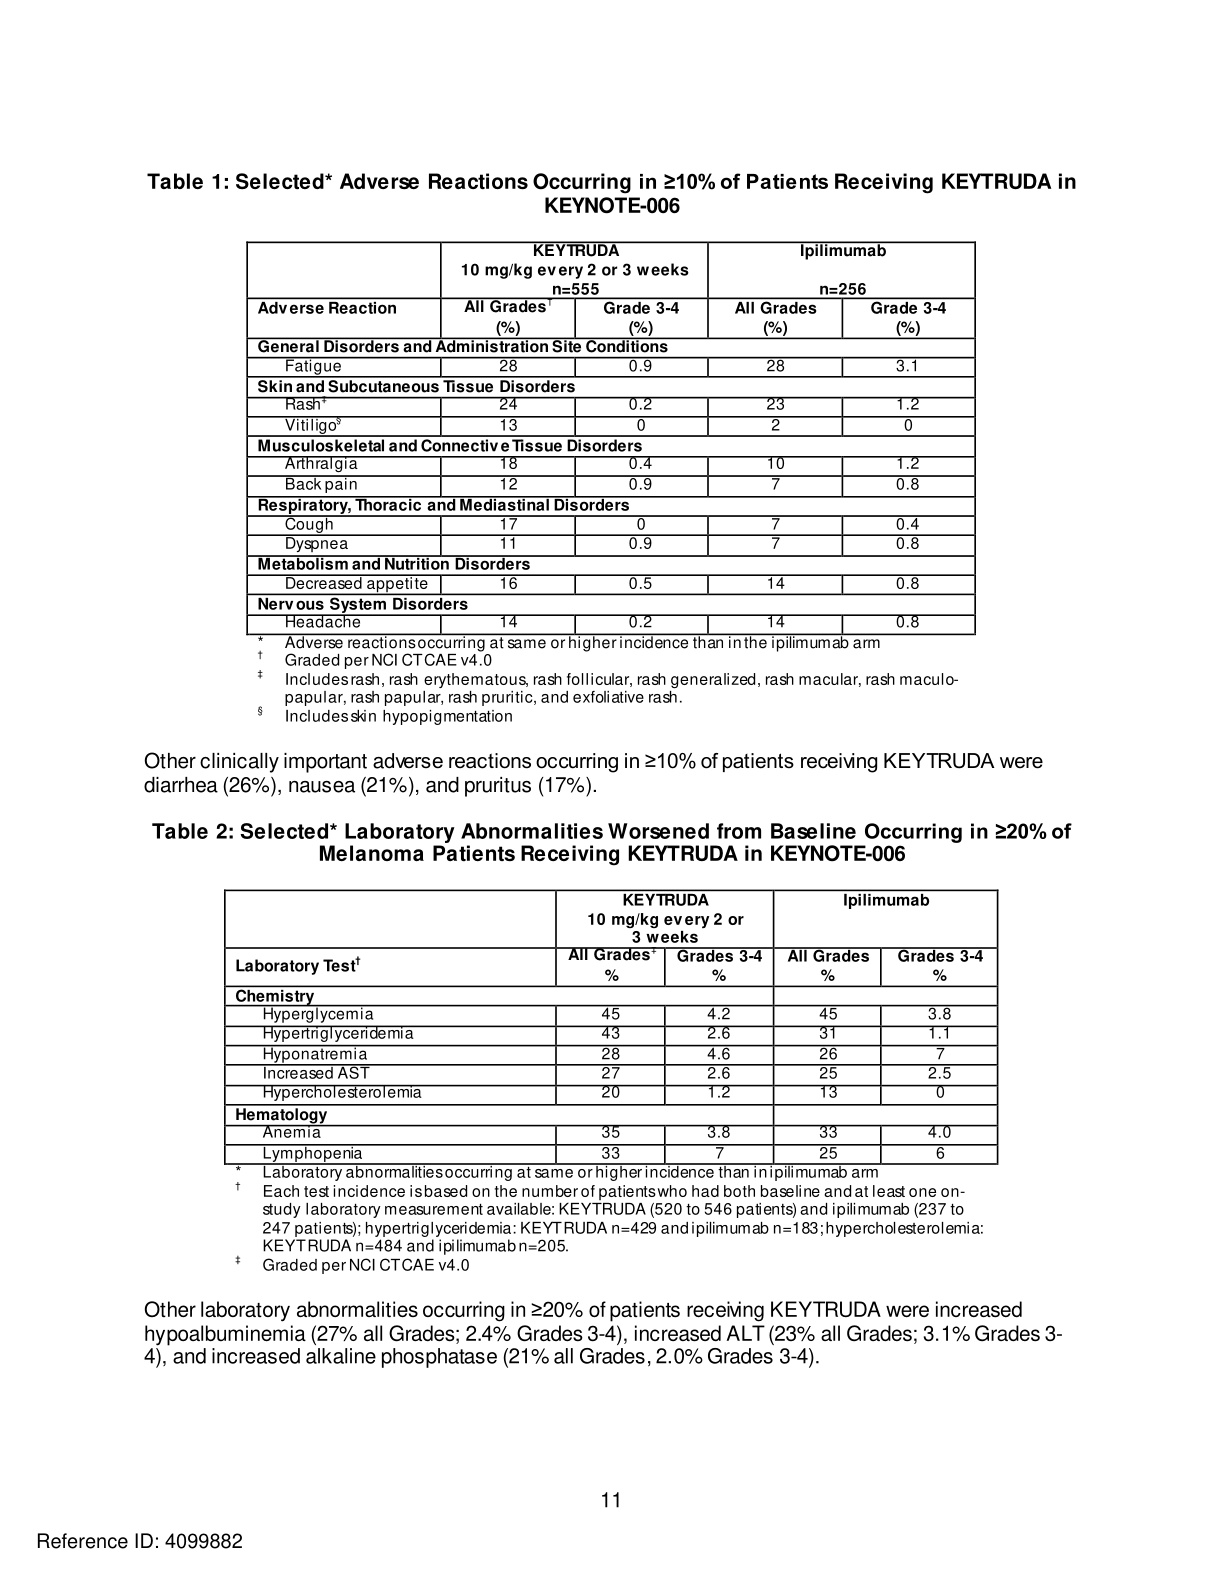 Table 1: Selected* Adverse Reactions Occurring in ≥10% of Patients Receiving KEYTRUDA in
KEYNOTE-006
KEYTRUDA Ipilimumab
10 mg/kg every 2 or 3 weeks
n=555 n=256
Adverse Reaction All Grades† Grade 3-4 All Grades Grade 3-4
(%) (%) (%) (%)
General Disorders and Administration Site Conditions
Fatigue 28 0.9 28 3.1
Skin and Subcutaneous Tissue Disorders
Rash‡ 24 0.2 23 1.2
Vitiligo§ 13 0 2 0
Musculoskeletal and Connective Tissue Disorders
Arthralgia 18 0.4 10 1.2
Back pain 12 0.9 7 0.8
Respiratory, Thoracic and Mediastinal Disorders
Cough 17 0 7 0.4
Dyspnea 11 0.9 7 0.8
Metabolism and Nutrition Disorders
Decreased appetite 16 0.5 14 0.8
Nervous System Disorders
Headache 14 0.2 14 0.8
* Adverse reactions occurring at same or higher incidence than in the ipilimumab arm
† Graded per NCI CTCAE v4.0
‡ Includes rash, rash erythematous, rash follicular, rash generalized, rash macular, rash maculo-
papular, rash papular, rash pruritic, and exfoliative rash.
§ Includes skin hypopigmentation
Other clinically important adverse reactions occurring in ≥10% of patients receiving KEYTRUDA were
diarrhea (26%), nausea (21%), and pruritus (17%).
Table 2: Selected* Laboratory Abnormalities Worsened from Baseline Occurring in ≥20% of
Melanoma Patients Receiving KEYTRUDA in KEYNOTE-006
KEYTRUDA Ipilimumab
10 mg/kg every 2 or
3 weeks
Laboratory Test† All Grades‡ Grades 3-4 All Grades Grades 3-4
% % % %
Chemistry
Hyperglycemia 45 4.2 45 3.8
Hypertriglyceridemia 43 2.6 31 1.1
Hyponatremia 28 4.6 26 7
Increased AST 27 2.6 25 2.5
Hypercholesterolemia 20 1.2 13 0
Hematology
Anemia 35 3.8 33 4.0
Lymphopenia 33 7 25 6
* Laboratory abnormalities occurring at same or higher incidence than in ipilimumab arm
† Each test incidence is based on the number of patients who had both baseline and at least one on-
study laboratory measurement available: KEYTRUDA (520 to 546 patients) and ipilimumab (237 to
247 patients); hypertriglyceridemia: KEYTRUDA n=429 and ipilimumab n=183; hypercholesterolemia:
KEYTRUDA n=484 and ipilimumab n=205.
‡ Graded per NCI CTCAE v4.0
Other laboratory abnormalities occurring in ≥20% of patients receiving KEYTRUDA were increased
hypoalbuminemia (27% all Grades; 2.4% Grades 3-4), increased ALT (23% all Grades; 3.1% Grades 3-
4), and increased alkaline phosphatase (21% all Grades, 2.0% Grades 3-4).
11
Reference ID: 4099882